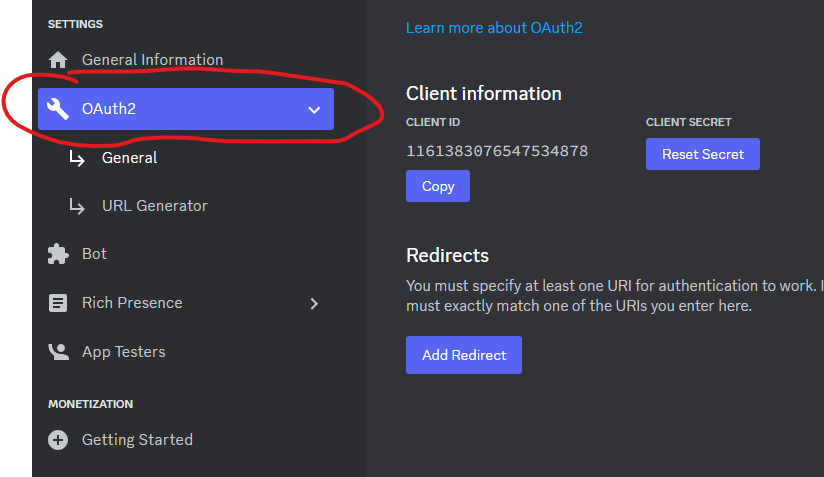 SETTINGS
General Information
OAuth2
General
URL Generator
Bot
Rich Presence
App Testers
MONETIZATION
Getting Started
Learn more about OAuth2
Client information
CLIENT ID
1161383076547534878
Copy
CLIENT SECRET
Reset Secret
Redirects
You must specify at least one URI for authentication to work. I
must exactly match one of the URIs you enter here.
Add Redirect